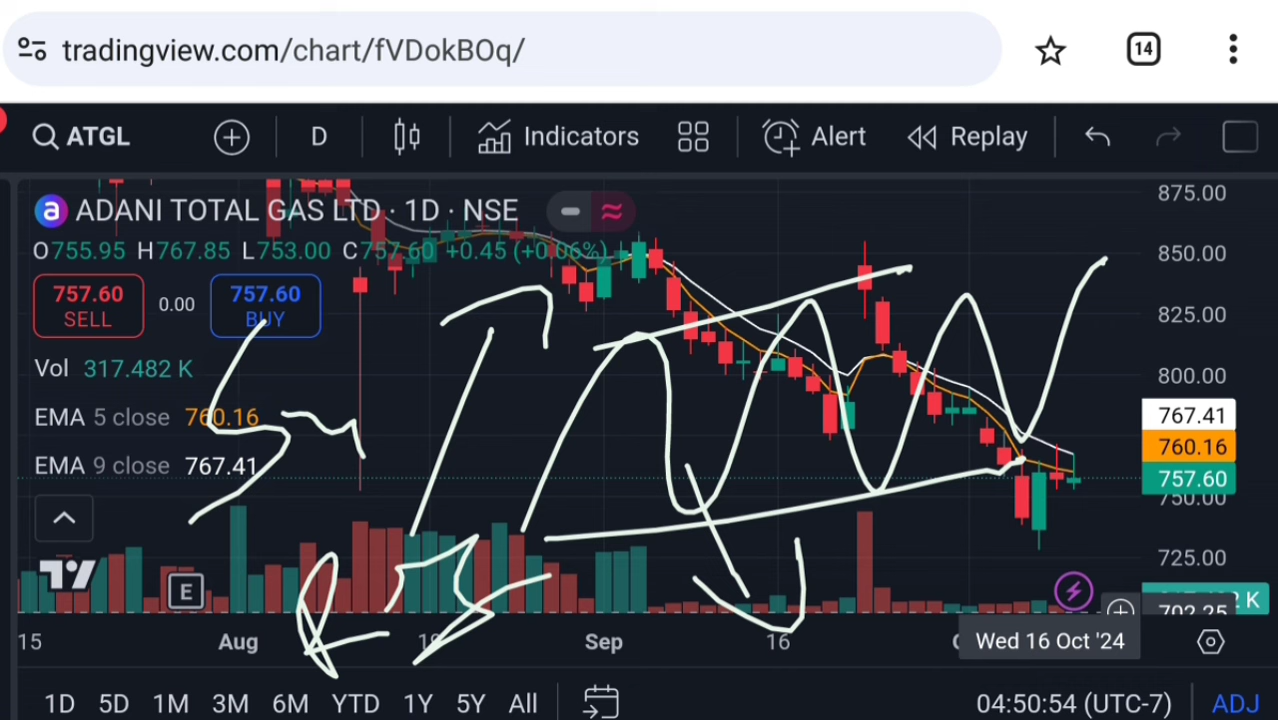 tradingview.com/chart/fVDokBOq/ 14
ATGL D Indicators Alert Replay
ADANI TOTAL GAS LTD · 1D · NSE
O755.95 H767.85 L753.00 C757.60 +0.45 (+0.06%)
757.60 SELL 0.00 757.60 BUY
Vol 317.482 K
EMA 5 close 760.16
EMA 9 close 767.41
875.00
850.00
825.00
800.00
767.41
760.16
757.60
750.00
725.00
K
702.25
E
15 Aug Sep 16 Wed 16 Oct '24
1D 5D 1M 3M 6M YTD 1Y 5Y All 04:50:54 (UTC-7) ADJ